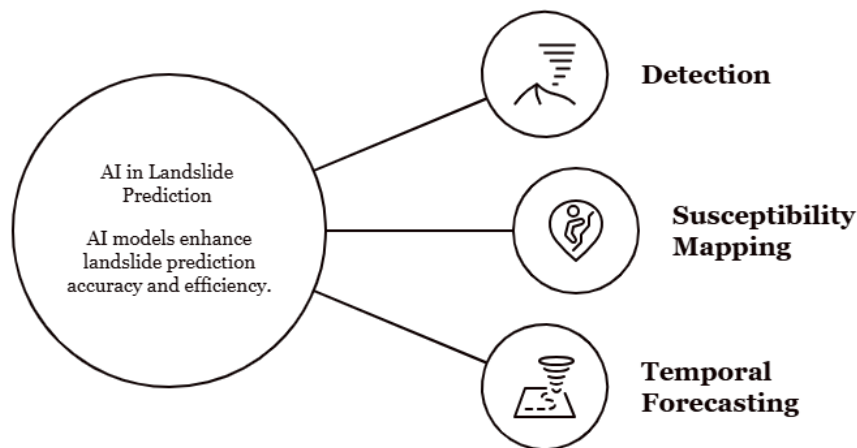 AI in Landslide
Prediction
AI models enhance
landslide prediction
accuracy and efficiency.
Detection
Susceptibility
Mapping
Temporal
Forecasting